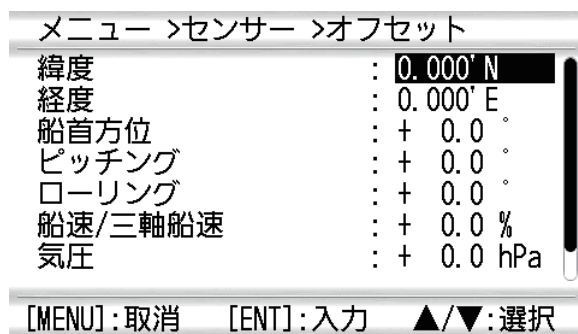 メニュー >センサー >オフセット
緯度 : 0.000' N
経度 : 0.000' E
船首方位 : + 0.0 °
ピッチング : + 0.0 °
ローリング : + 0.0 °
船速/三軸船速 : + 0.0 %
気圧 : + 0.0 hPa
[MENU]:取消 [ENT]:入力 ▲/▼:選択